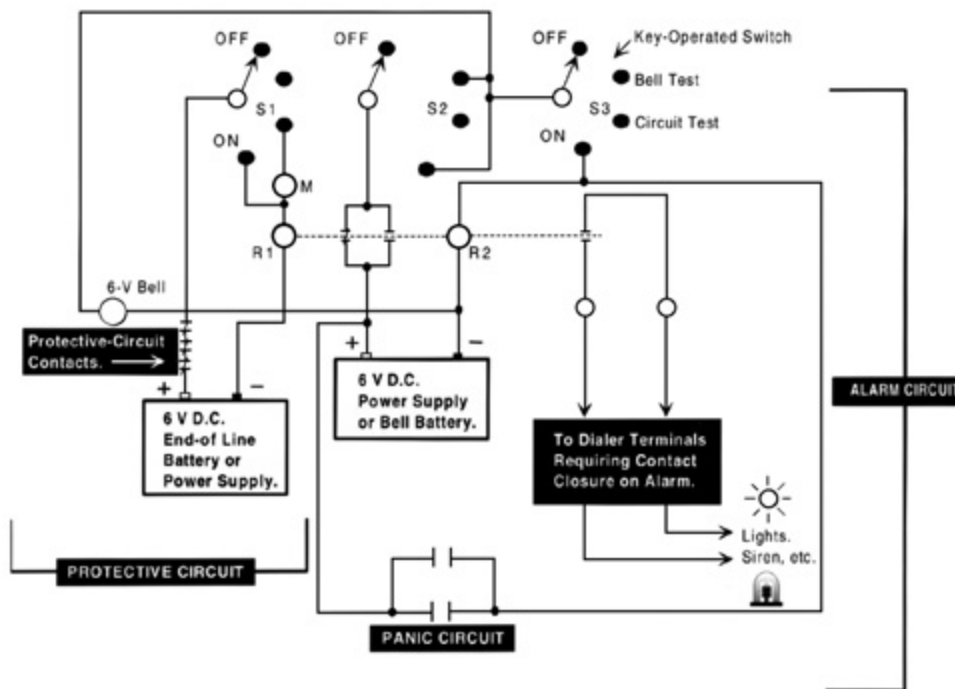 OFF
OFF
OFF
Key-Operated Switch
Bell Test
S1
S2
S3
Circuit Test
ON
ON
M
R1
R2
6-V Bell
Protective-Circuit
Contacts.
+
−
+
−
6 V D.C.
End-of Line
Battery or
Power Supply.
6 V D.C.
Power Supply
or Bell Battery.
ALARM CIRCUIT
To Dialer Terminals
Requiring Contact
Closure on Alarm.
Lights.
Siren, etc.
PROTECTIVE CIRCUIT
PANIC CIRCUIT